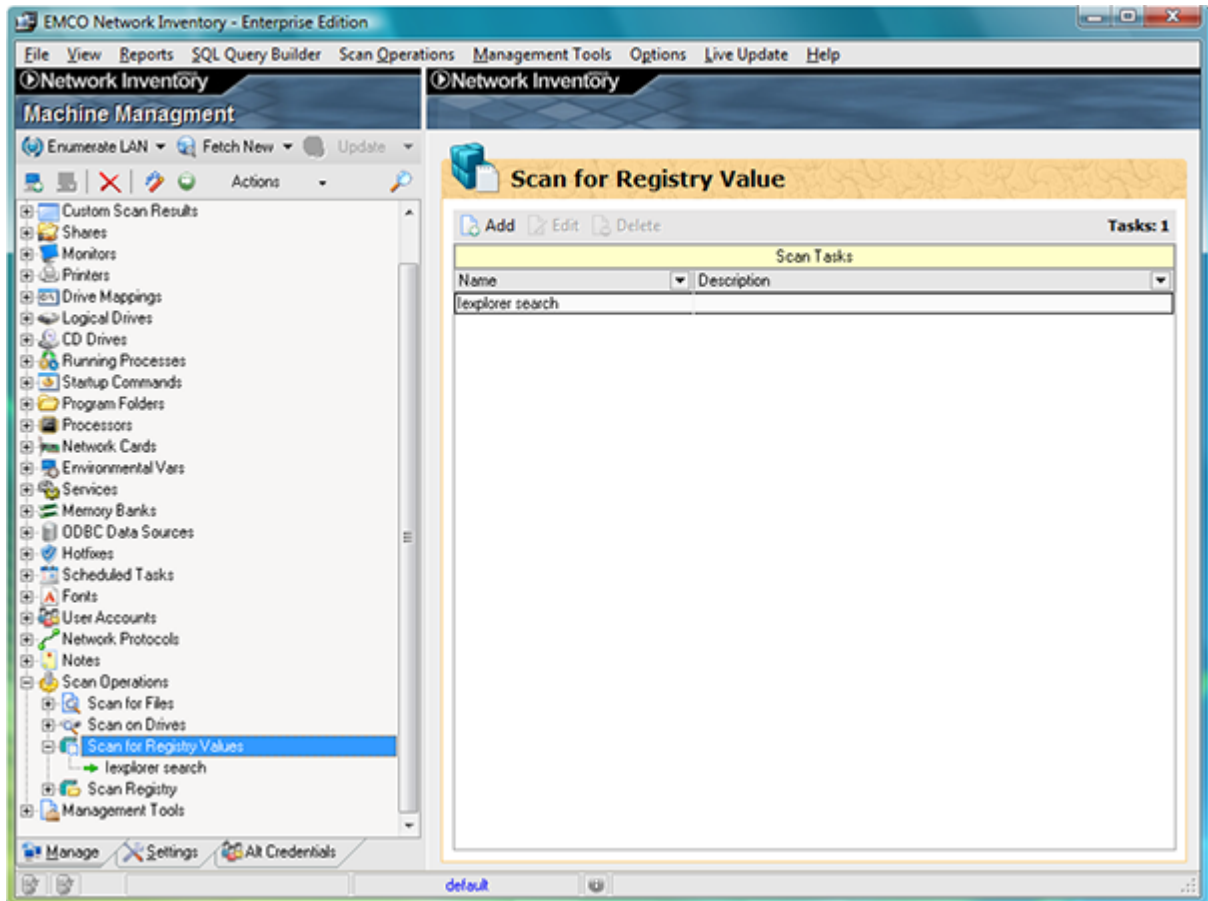 EMCO Network Inventory - Enterprise Edition
File View Reports SQL Query Builder Scan Operations Management Tools Options Live Update Help
Network Inventory
Machine Managment
Enumerate LAN Fetch New Update
Actions
Custom Scan Results
Shares
Monitors
Printers
Drive Mappings
Logical Drives
CD Drives
Running Processes
Startup Commands
Program Folders
Processors
Network Cards
Environmental Vars
Services
Memory Banks
ODBC Data Sources
Hotfixes
Scheduled Tasks
Fonts
User Accounts
Network Protocols
Notes
Scan Operations
Scan for Files
Scan on Drives
Scan for Registry Values
Iexplorer search
Scan Registry
Management Tools
Manage Settings Alt Credentials
Network Inventory
Scan for Registry Value
Add Edit Delete Tasks: 1
Scan Tasks
Name Description
Iexplorer search
default